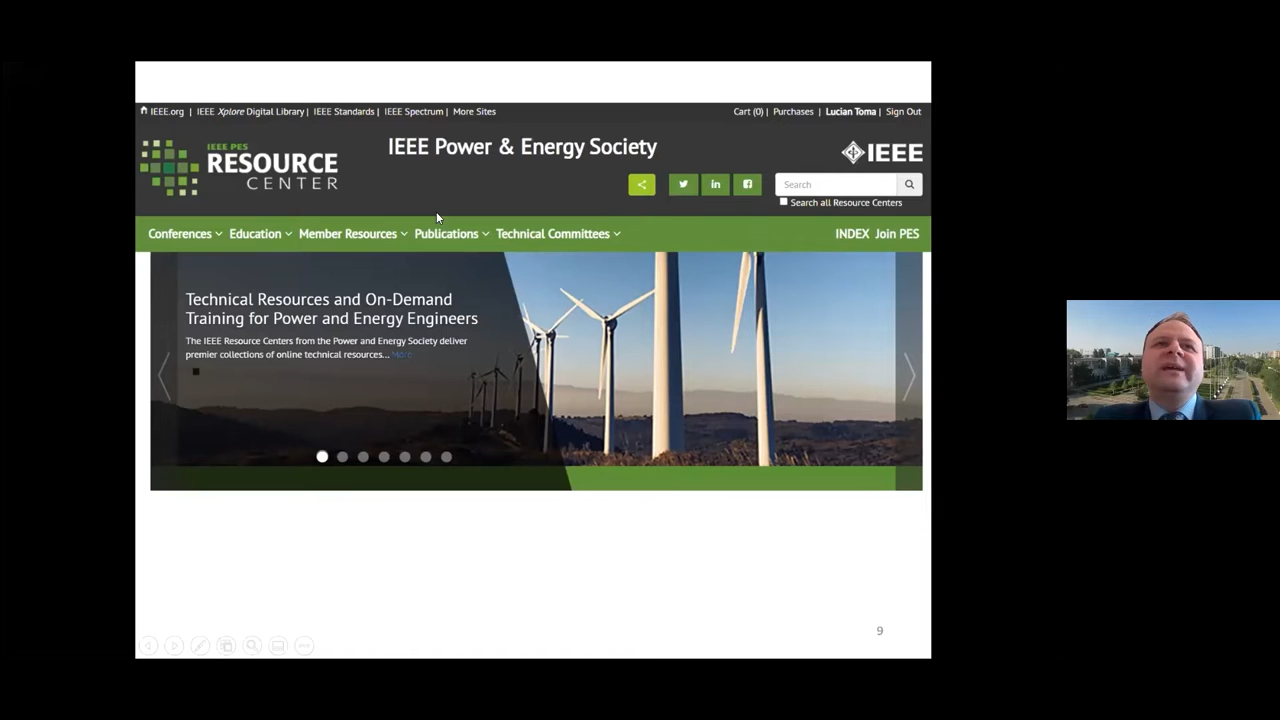 IEEE.org | IEEE Xplore Digital Library | IEEE Standards | IEEE Spectrum | More Sites
Cart (0) | Purchases | Lucian Toma | Sign Out
IEEE PES
RESOURCE
CENTER
IEEE Power & Energy Society
IEEE
Search
Search all Resource Centers
Conferences Education Member Resources Publications Technical Committees INDEX Join PES
Technical Resources and On-Demand
Training for Power and Energy Engineers
The IEEE Resource Centers from the Power and Energy Society deliver
premier collections of online technical resources... More
9